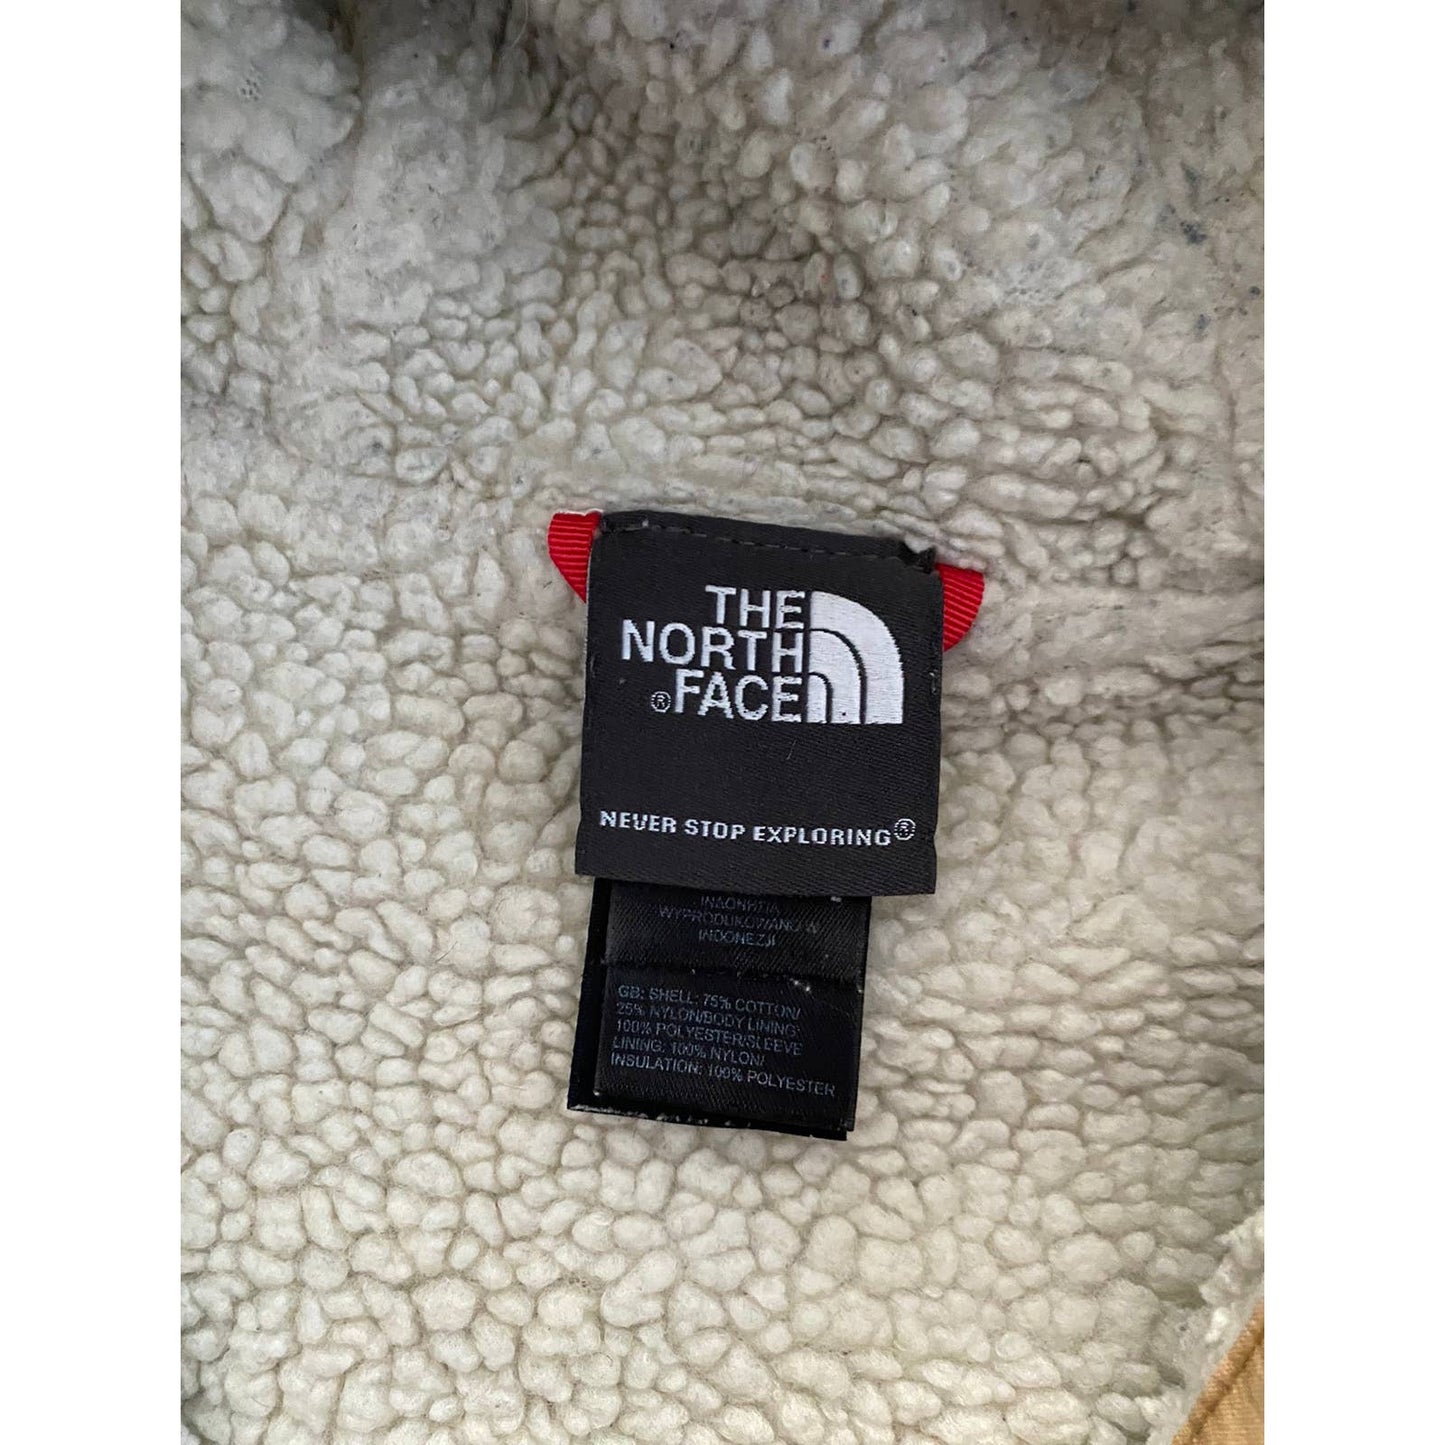 THE
NORTH
®FACE
NEVER STOP EXPLORING®
ΙΝΔΟΝΗΣΙΑ
WYPRODUKOWANO W
INDONEZJI
GB: SHELL: 75% COTTON/
25% NYLON/BODY LINING:
100% POLYESTER/SLEEVE
LINING: 100% NYLON/
INSULATION: 100% POLYESTER